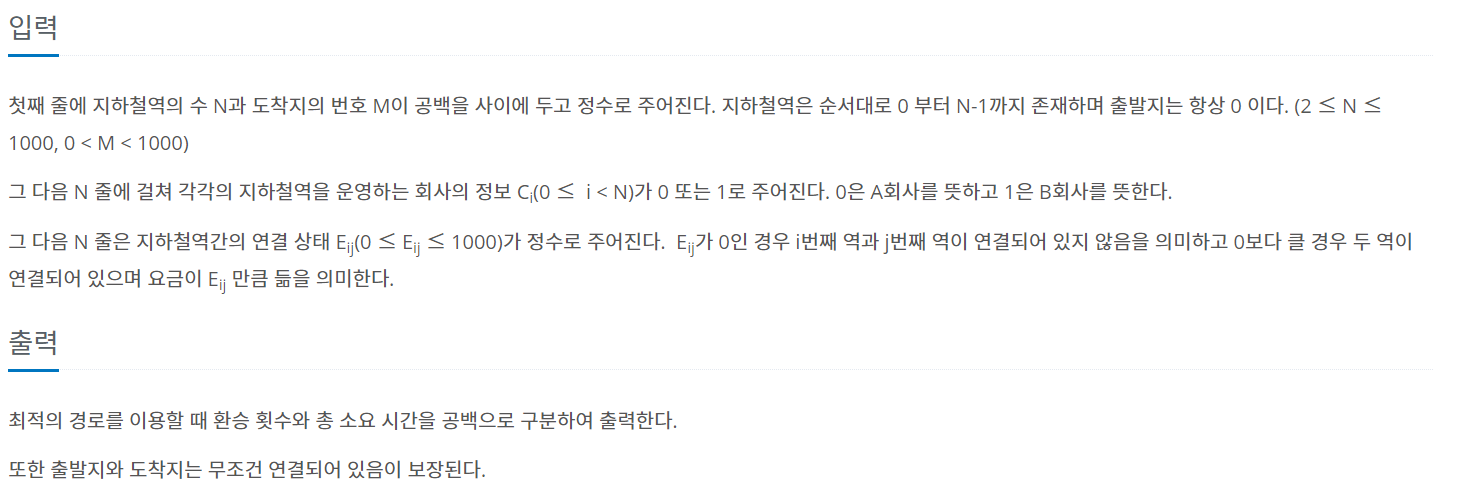 입력
첫째 줄에 지하철역의 수 N과 도착지의 번호 M이 공백을 사이에 두고 정수로 주어진다. 지하철역은 순서대로 0 부터 N-1까지 존재하며 출발지는 항상 0 이다. (2 ≤ N ≤
1000, 0 < M < 1000)
그 다음 N 줄에 걸쳐 각각의 지하철역을 운영하는 회사의 정보 Ci(0 ≤ i < N)가 0 또는 1로 주어진다. 0은 A회사를 뜻하고 1은 B회사를 뜻한다.
그 다음 N 줄은 지하철역간의 연결 상태 Eij(0 ≤ Eij ≤ 1000)가 정수로 주어진다. Eij가 0인 경우 i번째 역과 j번째 역이 연결되어 있지 않음을 의미하고 0보다 클 경우 두 역이
연결되어 있으며 요금이 Eij 만큼 듦을 의미한다.
출력
최적의 경로를 이용할 때 환승 횟수와 총 소요 시간을 공백으로 구분하여 출력한다.
또한 출발지와 도착지는 무조건 연결되어 있음이 보장된다.